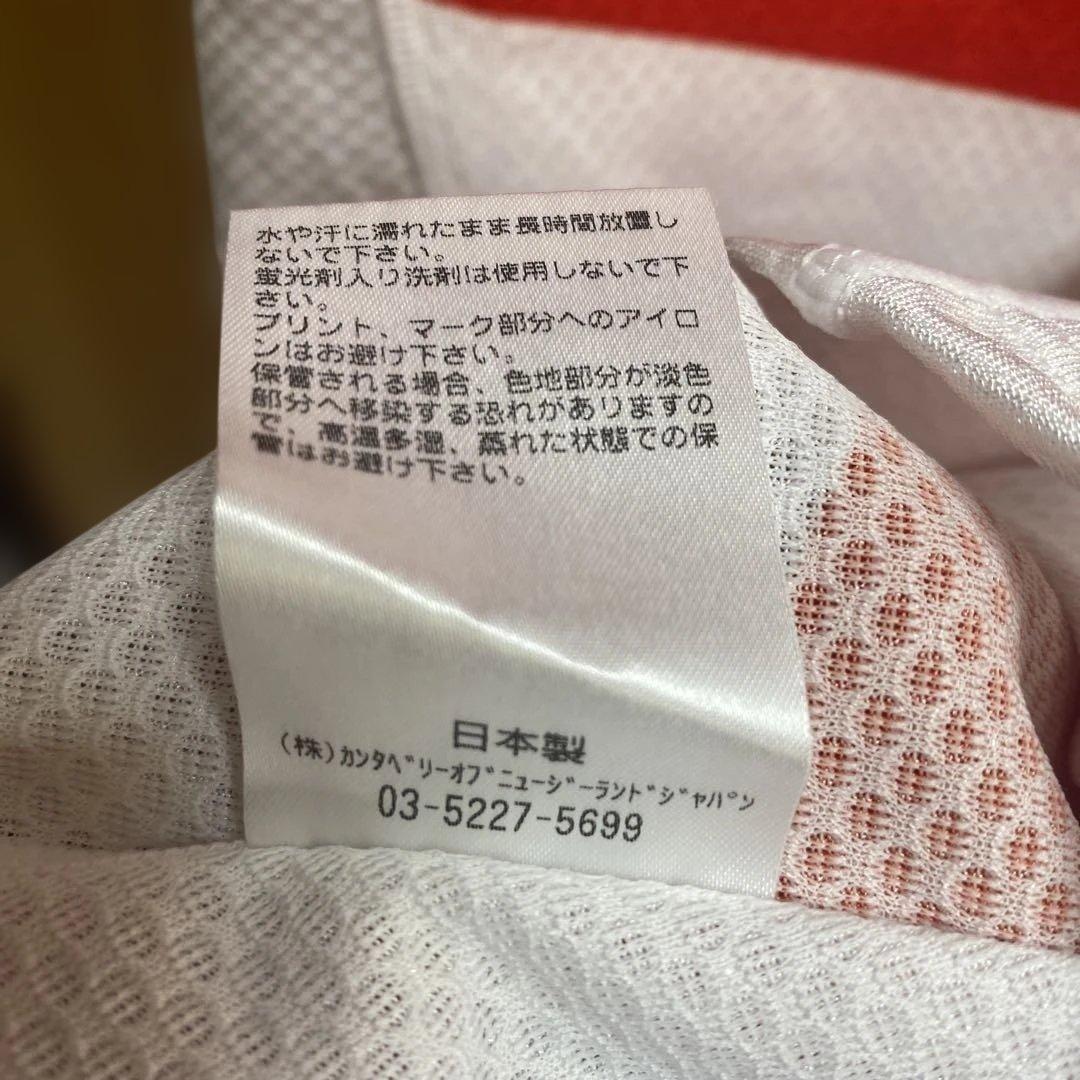 水や汗に濡れたまま長時間放置し
ないで下さい。
蛍光剤入り洗剤は使用しないで下
さい。
プリント、マーク部分へのアイロ
ンはお避け下さい。
保管される場合、色地部分が淡色
部分へ移染する恐れがありますの
で、高温多湿、蒸れた状態での保
管はお避け下さい。
日本製
(株)ｶﾝﾀﾍﾞﾘｰｵﾌﾞﾆｭｰｼﾞｰﾗﾝﾄﾞｼﾞｬﾊﾟﾝ
03-5227-5699